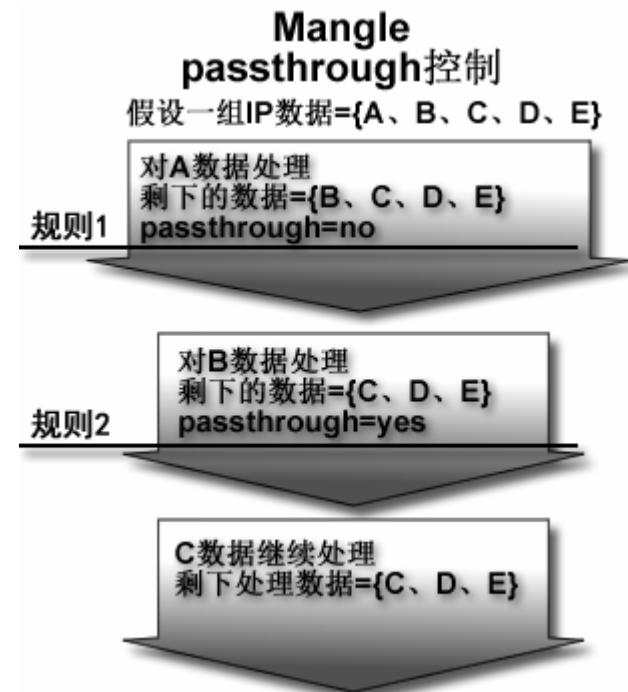 Mangle
passthrough控制
假设一组IP数据={A、B、C、D、E}
对A数据处理
剩下的数据={B、C、D、E}
规则1
passthrough=no
对B数据处理
剩下的数据={C、D、E}
规则2
passthrough=yes
C数据继续处理
剩下处理数据={C、D、E}